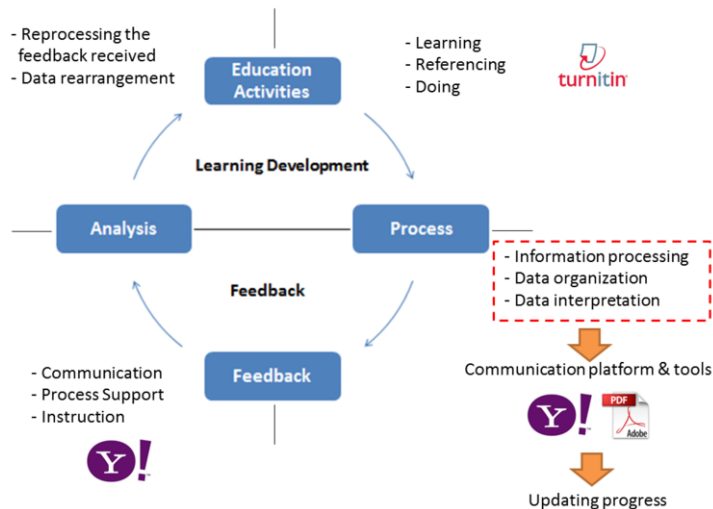 - Reprocessing the
feedback received
- Data rearrangement
Education
Activities
- Learning
- Referencing
- Doing
turnitin
Learning Development
Analysis
Process
- Information processing
- Data organization
- Data interpretation
Feedback
Feedback
- Communication
- Process Support
- Instruction
Y!
Communication platform & tools
Y!
PDF
Adobe
Updating progress